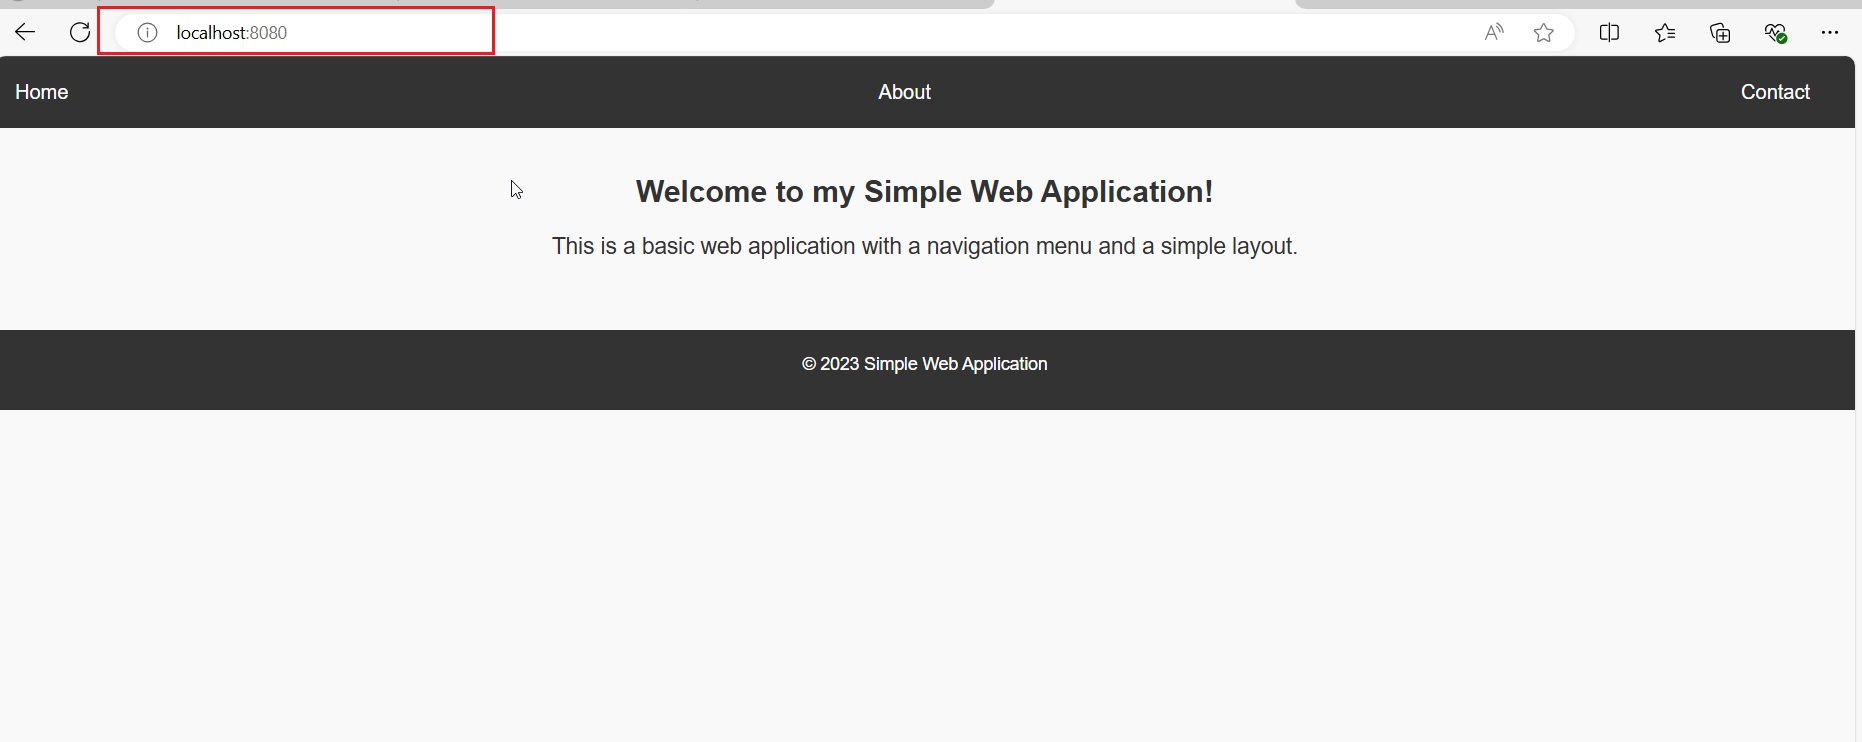 localhost:8080
Home About Contact
Welcome to my Simple Web Application!
This is a basic web application with a navigation menu and a simple layout.
© 2023 Simple Web Application